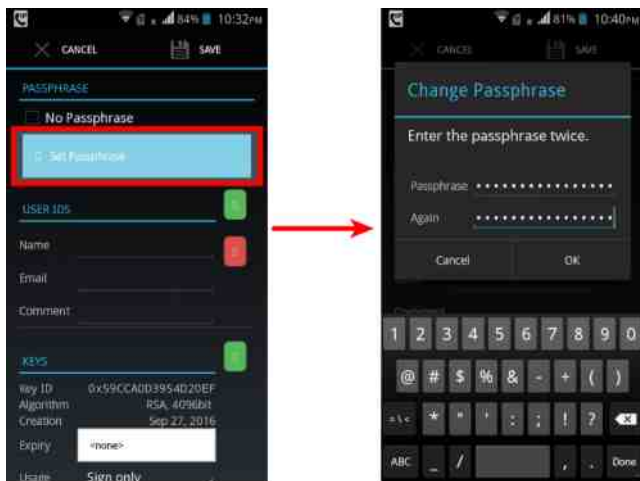 84% 10:32PM
CANCEL SAVE
PASSPHRASE
No Passphrase
Set Passphrase
USER IDS
Name
Email
Comment
KEYS
Key ID 0x59CCA0D3954D20EF
Algorithm RSA, 4096bit
Creation Sep 27, 2016
Expiry <none>
Usage Sign only
81% 10:40PM
CANCEL SAVE
Change Passphrase
Enter the passphrase twice.
Passphrase ••••••••••••••••
Again ••••••••••••••••
Cancel OK
Comment
1 2 3 4 5 6 7 8 9 0
@ # $ % & - + ( )
=\< * " ' : ; ! ?
ABC _ / , . Done